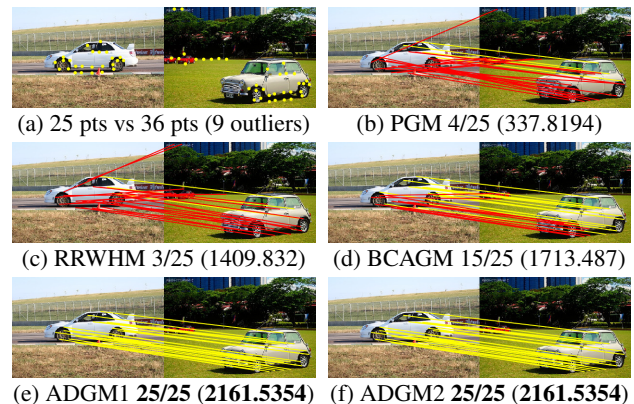 (a) 25 pts vs 36 pts (9 outliers)
(b) PGM 4/25 (337.8194)
(c) RRWHM 3/25 (1409.832)
(d) BCAGM 15/25 (1713.487)
(e) ADGM1 25/25 (2161.5354)
(f) ADGM2 25/25 (2161.5354)